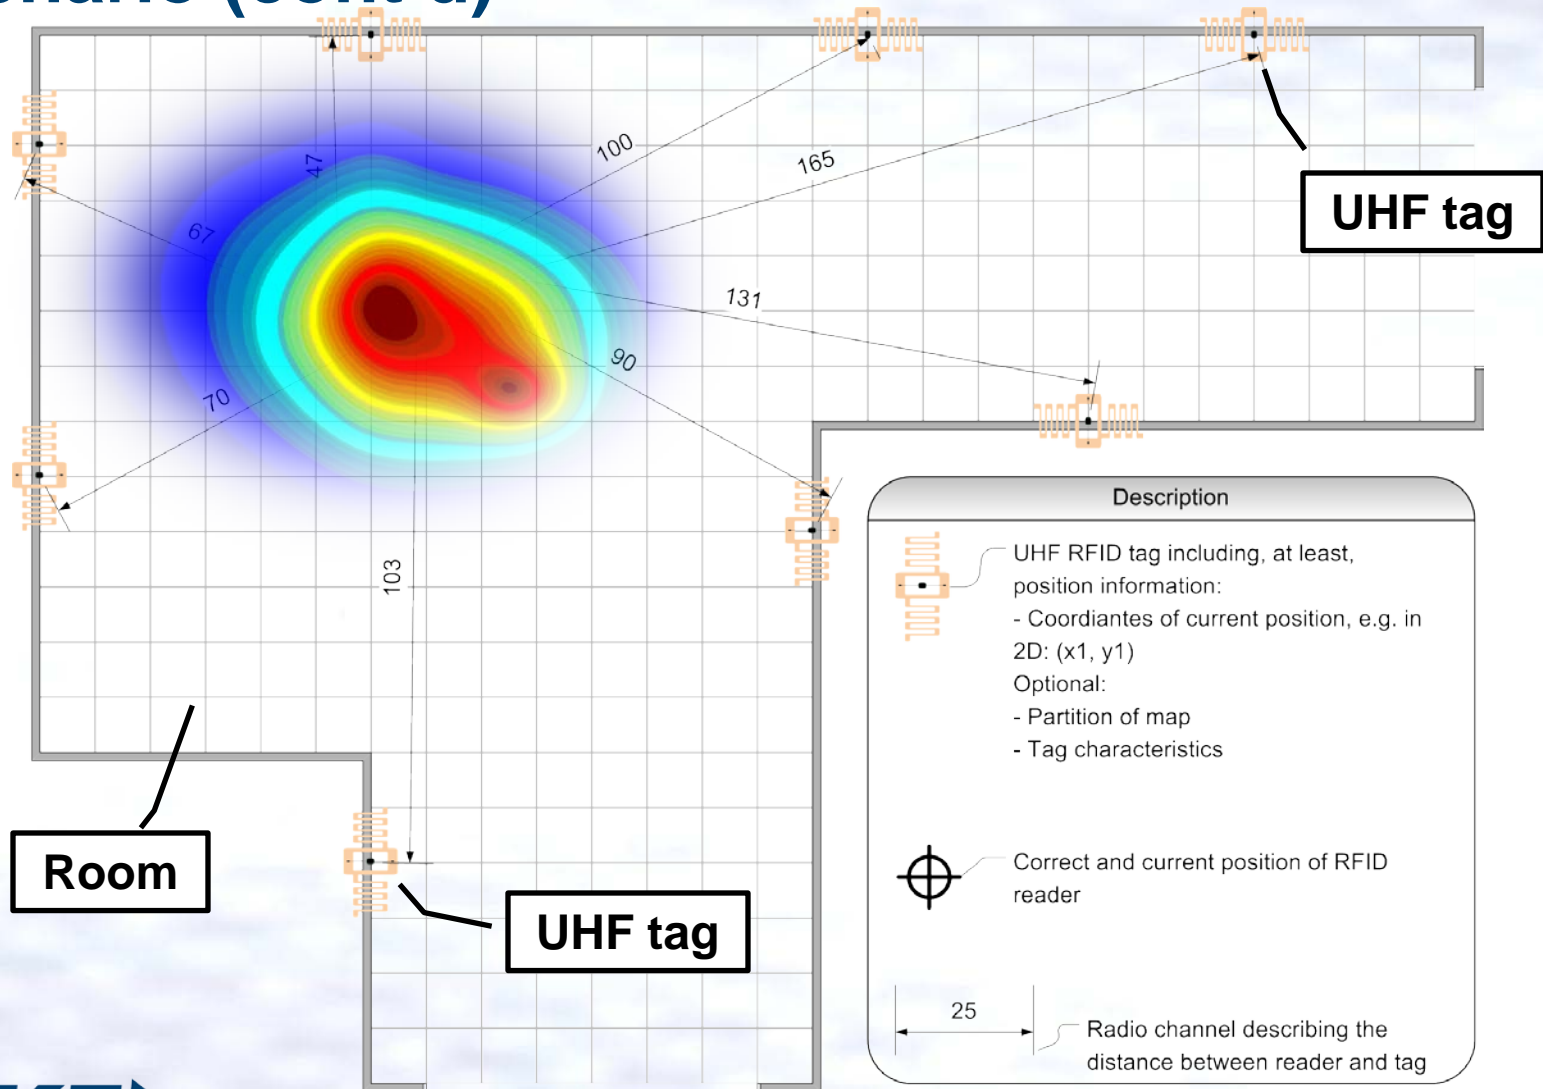 (cont'd)
47
100
165
67
UHF tag
131
90
70
103
Description
UHF RFID tag including, at least,
position information:
- Coordiantes of current position, e.g. in
2D: (x1, y1)
Optional:
- Partition of map
- Tag characteristics
Room
Correct and current position of RFID
reader
UHF tag
25
Radio channel describing the
distance between reader and tag